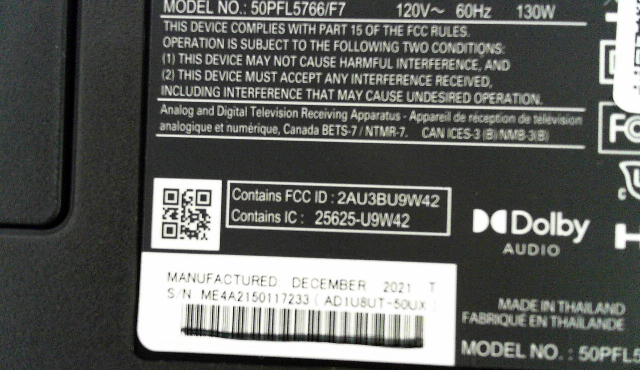 MODEL NO.: 50PFL5766/F7 120V~ 60Hz 130W
THIS DEVICE COMPLIES WITH PART 15 OF THE FCC RULES.
OPERATION IS SUBJECT TO THE FOLLOWING TWO CONDITIONS:
(1) THIS DEVICE MAY NOT CAUSE HARMFUL INTERFERENCE, AND
(2) THIS DEVICE MUST ACCEPT ANY INTERFERENCE RECEIVED,
INCLUDING INTERFERENCE THAT MAY CAUSE UNDESIRED OPERATION.
Analog and Digital Television Receiving Apparatus - Appareil de réception de télévision
analogique et numérique, Canada BETS-7 / NTMR-7. CAN ICES-3 (B)/NMB-3(B)
Contains FCC ID : 2AU3BU9W42
Contains IC : 25625-U9W42
Dolby
AUDIO
MANUFACTURED DECEMBER 2021 T
S/N ME4A2150117233 ( AD1U8UT-50UX )
MADE IN THAILAND
FABRIQUÉ EN THAÏLANDE
MODEL NO. : 50PFL5